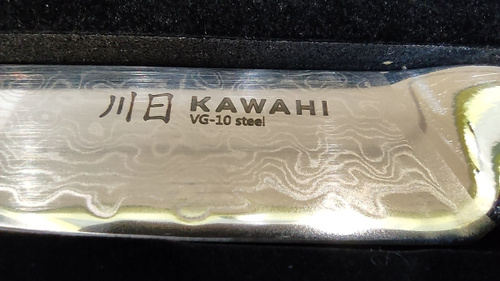 川日 KAWAHI
VG-10 steel